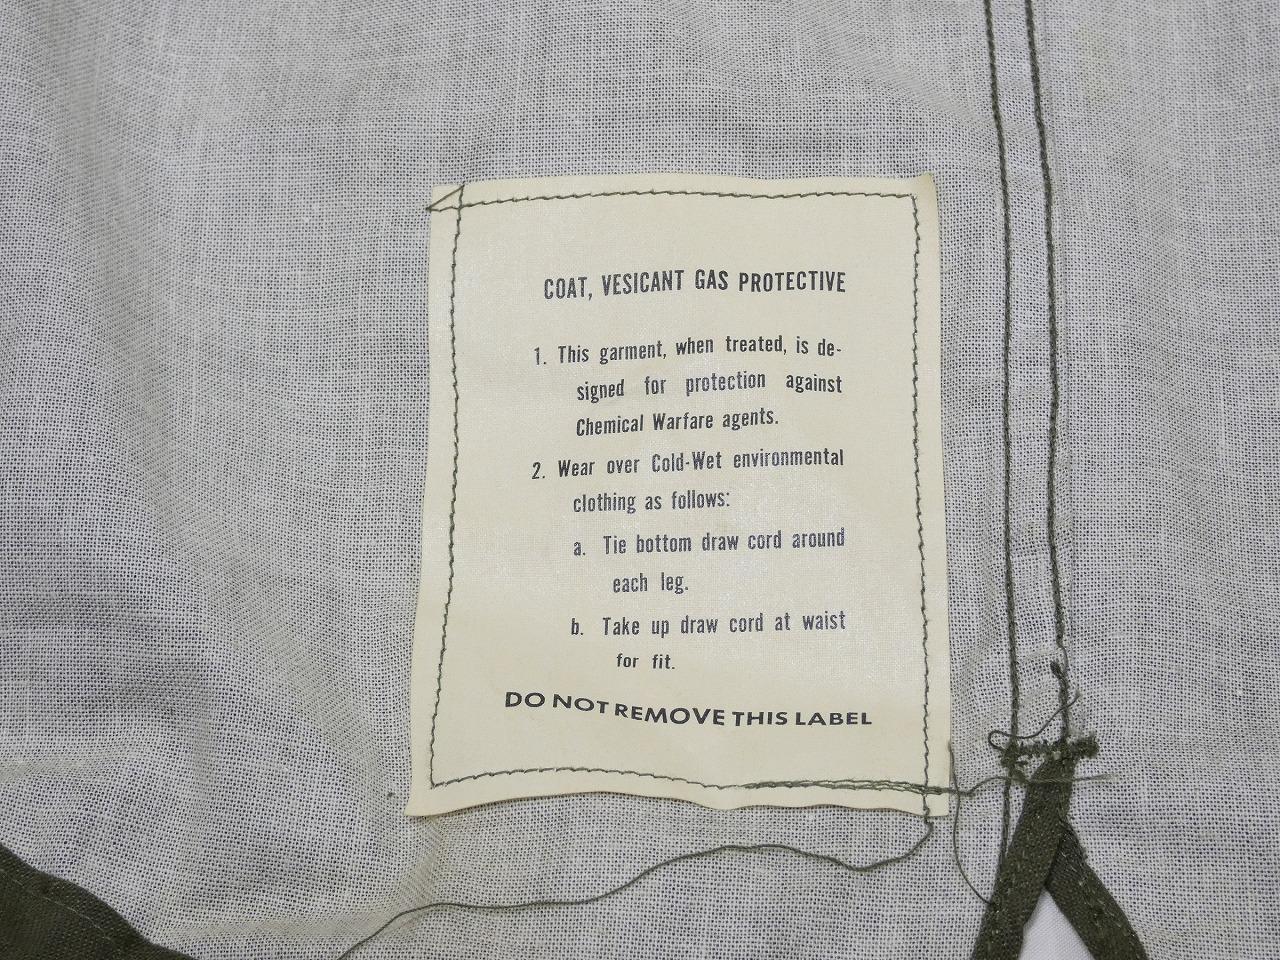 COAT, VESICANT GAS PROTECTIVE
1. This garment, when treated, is de-
signed for protection against
Chemical Warfare agents.
2. Wear over Cold-Wet environmental
clothing as follows:
a. Tie bottom draw cord around
each leg.
b. Take up draw cord at waist
for fit.
DO NOT REMOVE THIS LABEL